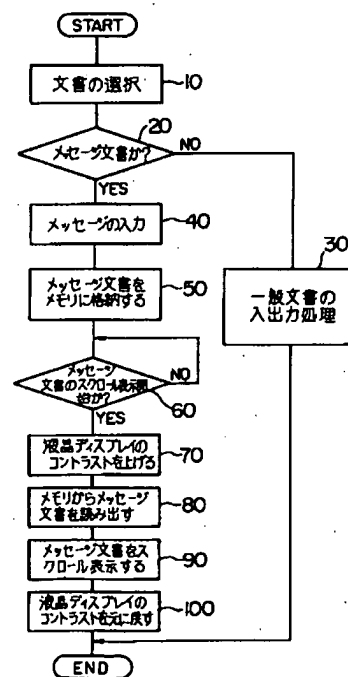 START
文書の選択
10
20
メッセージ文書か?
NO
YES
メッセージの入力
40
30
メッセージ文書を
メモリに格納する
50
一般文書の
入出力処理
メッセージ
文書のスクロール表示開
始か?
NO
60
YES
液晶ディスプレイの
コントラストを上げる
70
メモリからメッセージ
文書を読み出す
80
メッセージ文書をス
クロール表示する
90
液晶ディスプレイの
コントラストを元に戻す
100
END